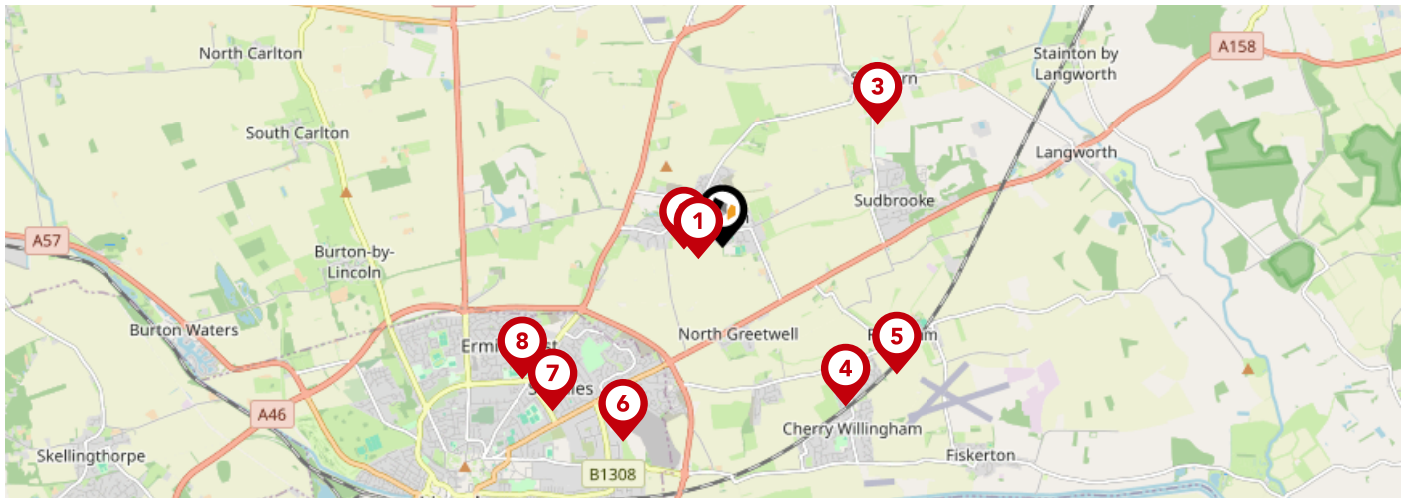 North Carlton
3
A158
Stainton by
Langworth
South Carlton
Langworth
Sudbrooke
1
A57
Burton-by-
Lincoln
Burton Waters
North Greetwell
8
5
7
4
6
A46
Cherry Willingham
Skellingthorpe
Fiskerton
B1308